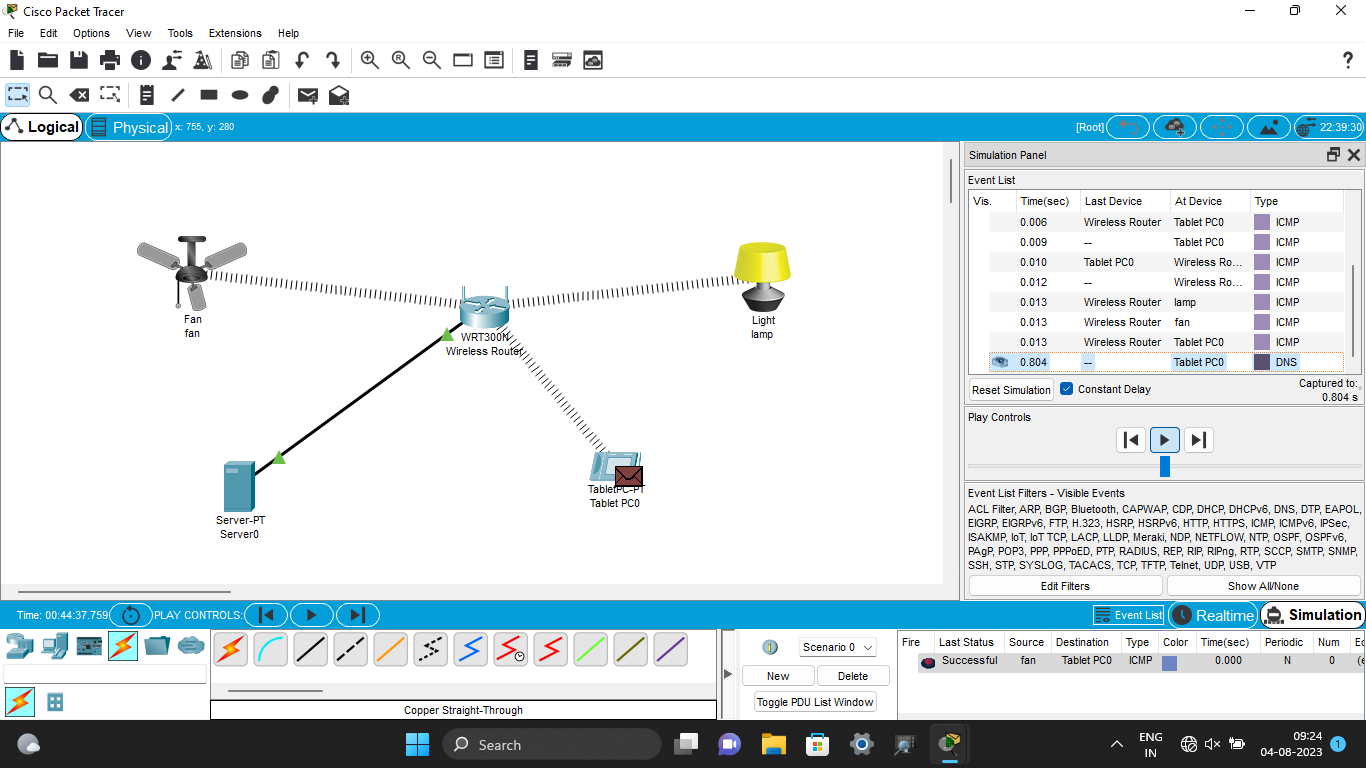 Cisco Packet Tracer
File Edit Options View Tools Extensions Help
Logical Physical x: 755, y: 280 [Root] 22:39:30
Simulation Panel
Event List
Vis. Time(sec) Last Device At Device Type
0.006 Wireless Router Tablet PC0 ICMP
0.009 -- Tablet PC0 ICMP
0.010 Tablet PC0 Wireless Ro... ICMP
0.012 -- Wireless Ro... ICMP
0.013 Wireless Router lamp ICMP
0.013 Wireless Router fan ICMP
0.013 Wireless Router Tablet PC0 ICMP
0.804 -- Tablet PC0 DNS
Reset Simulation Constant Delay Captured to:
0.804 s
Play Controls
Event List Filters - Visible Events
ACL Filter, ARP, BGP, Bluetooth, CAPWAP, CDP, DHCP, DHCPv6, DNS, DTP, EAPOL,
EIGRP, EIGRPv6, FTP, H.323, HSRP, HSRPv6, HTTP, HTTPS, ICMP, ICMPv6, IPSec,
ISAKMP, IoT, IoT TCP, LACP, LLDP, Meraki, NDP, NETFLOW, NTP, OSPF, OSPFv6,
PAgP, POP3, PPP, PPPoED, PTP, RADIUS, REP, RIP, RIPng, RTP, SCCP, SMTP, SNMP,
SSH, STP, SYSLOG, TACACS, TCP, TFTP, Telnet, UDP, USB, VTP
Edit Filters Show All/None
Fan
fan
WRT300N
Wireless Router
Light
lamp
Server-PT
Server0
TabletPC-PT
Tablet PC0
Time: 00:44:37.759 PLAY CONTROLS: Event List Realtime Simulation
Copper Straight-Through
Scenario 0
New Delete
Toggle PDU List Window
Fire Last Status Source Destination Type Color Time(sec) Periodic Num Ec
Successful fan Tablet PC0 ICMP 0.000 N 0 (e
Search
ENG
IN
09:24
04-08-2023
1